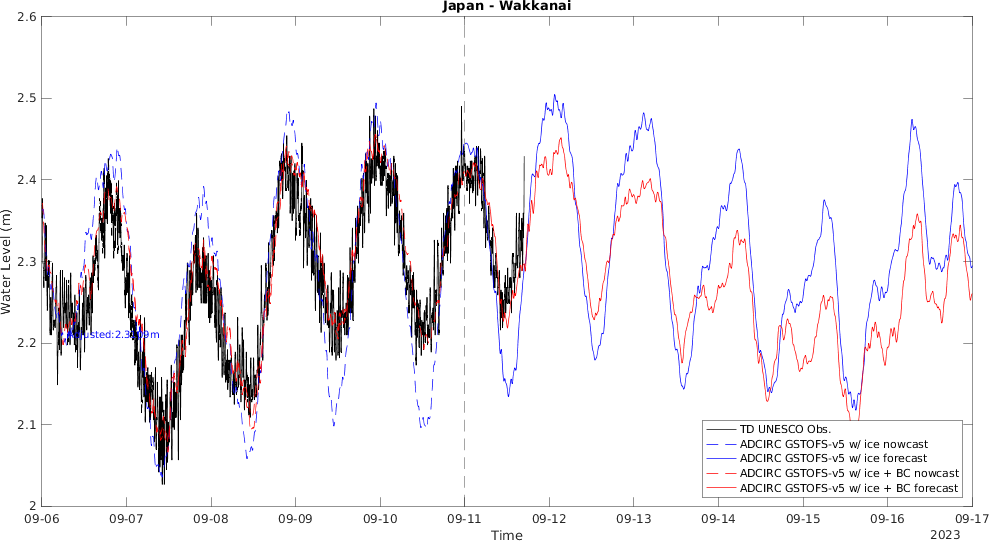 Japan - Wakkanai
Water Level (m)
2.6
2.5
2.4
2.3
2.2
2.1
2
09-06
09-07
09-08
09-09
09-10
09-11
09-12
09-13
09-14
09-15
09-16
09-17
Time
2023
TD UNESCO Obs.
ADCIRC GSTOFS-v5 w/ ice nowcast
ADCIRC GSTOFS-v5 w/ ice forecast
ADCIRC GSTOFS-v5 w/ ice + BC nowcast
ADCIRC GSTOFS-v5 w/ ice + BC forecast